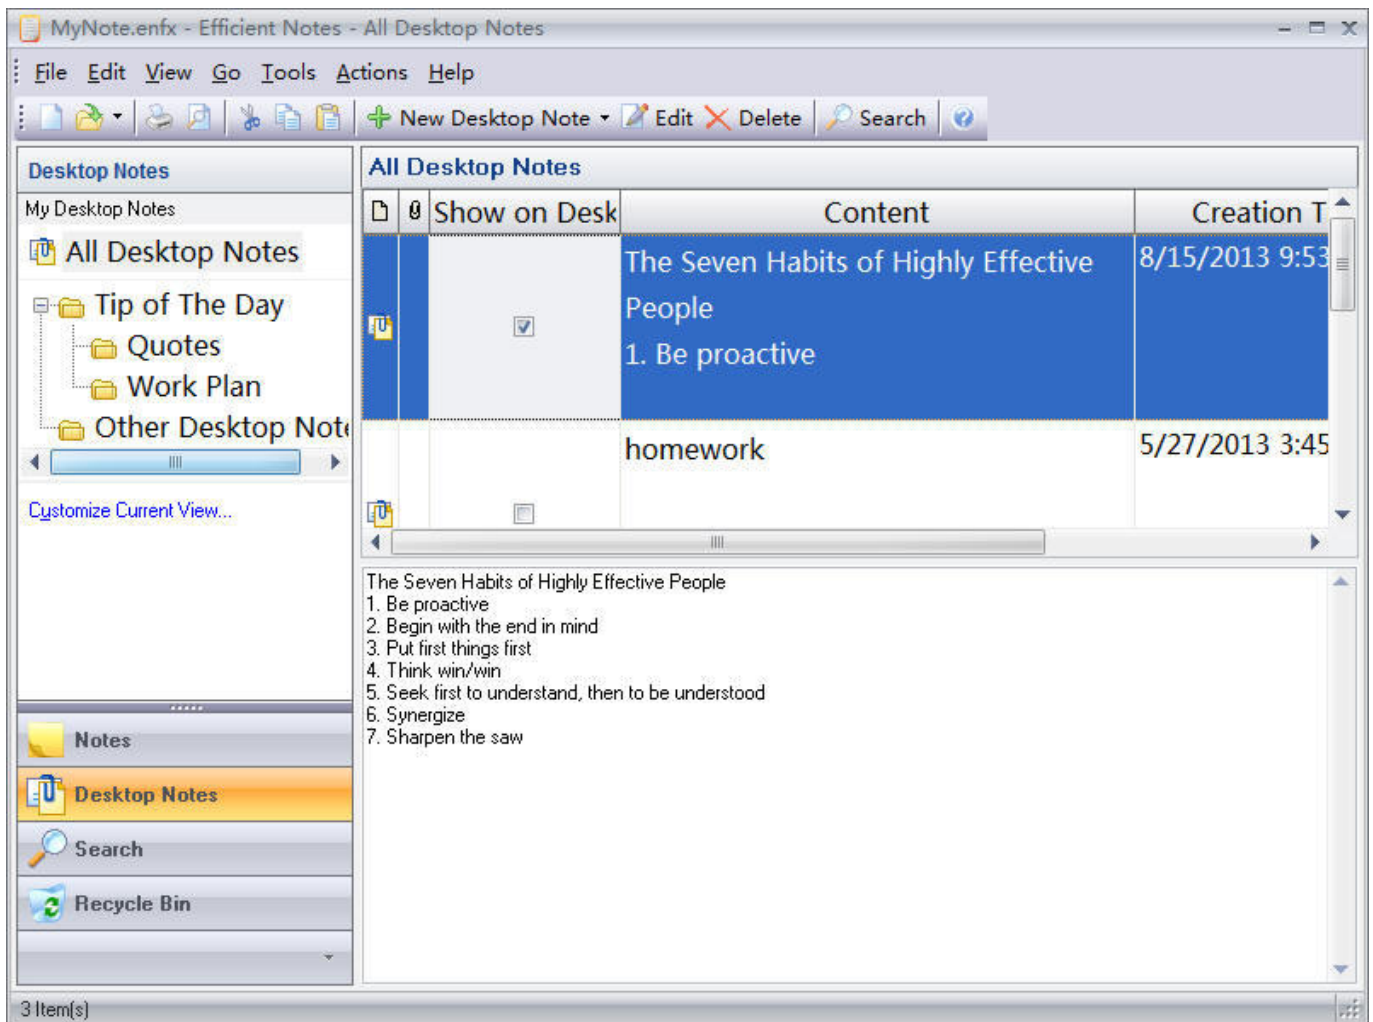 MyNote.enfx - Efficient Notes - All Desktop Notes
File Edit View Go Tools Actions Help
New Desktop Note Edit Delete Search
Desktop Notes
My Desktop Notes
All Desktop Notes
Tip of The Day
Quotes
Work Plan
Other Desktop Note
Customize Current View...
Notes
Desktop Notes
Search
Recycle Bin
All Desktop Notes
Show on Desk Content Creation T
The Seven Habits of Highly Effective 8/15/2013 9:53
People
1. Be proactive
homework 5/27/2013 3:45
The Seven Habits of Highly Effective People
1. Be proactive
2. Begin with the end in mind
3. Put first things first
4. Think win/win
5. Seek first to understand, then to be understood
6. Synergize
7. Sharpen the saw
3 Item(s)